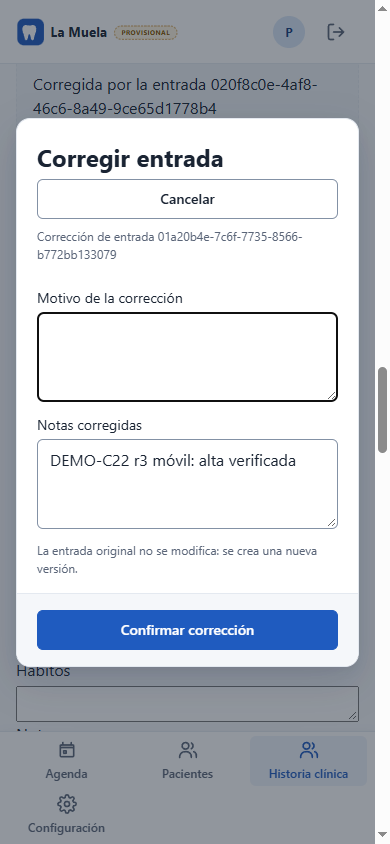 La Muela
PROVISIONAL
P
Corregida por la entrada 020f8c0e-4af8-
46c6-8a49-9ce65d1778b4
Corregir entrada
Cancelar
Corrección de entrada 01a20b4e-7c6f-7735-8566-
b772bb133079
Motivo de la corrección
Notas corregidas
DEMO-C22 r3 móvil: alta verificada
La entrada original no se modifica: se crea una nueva
versión.
Confirmar corrección
Hábitos
Agenda
Pacientes
Historia clínica
Configuración